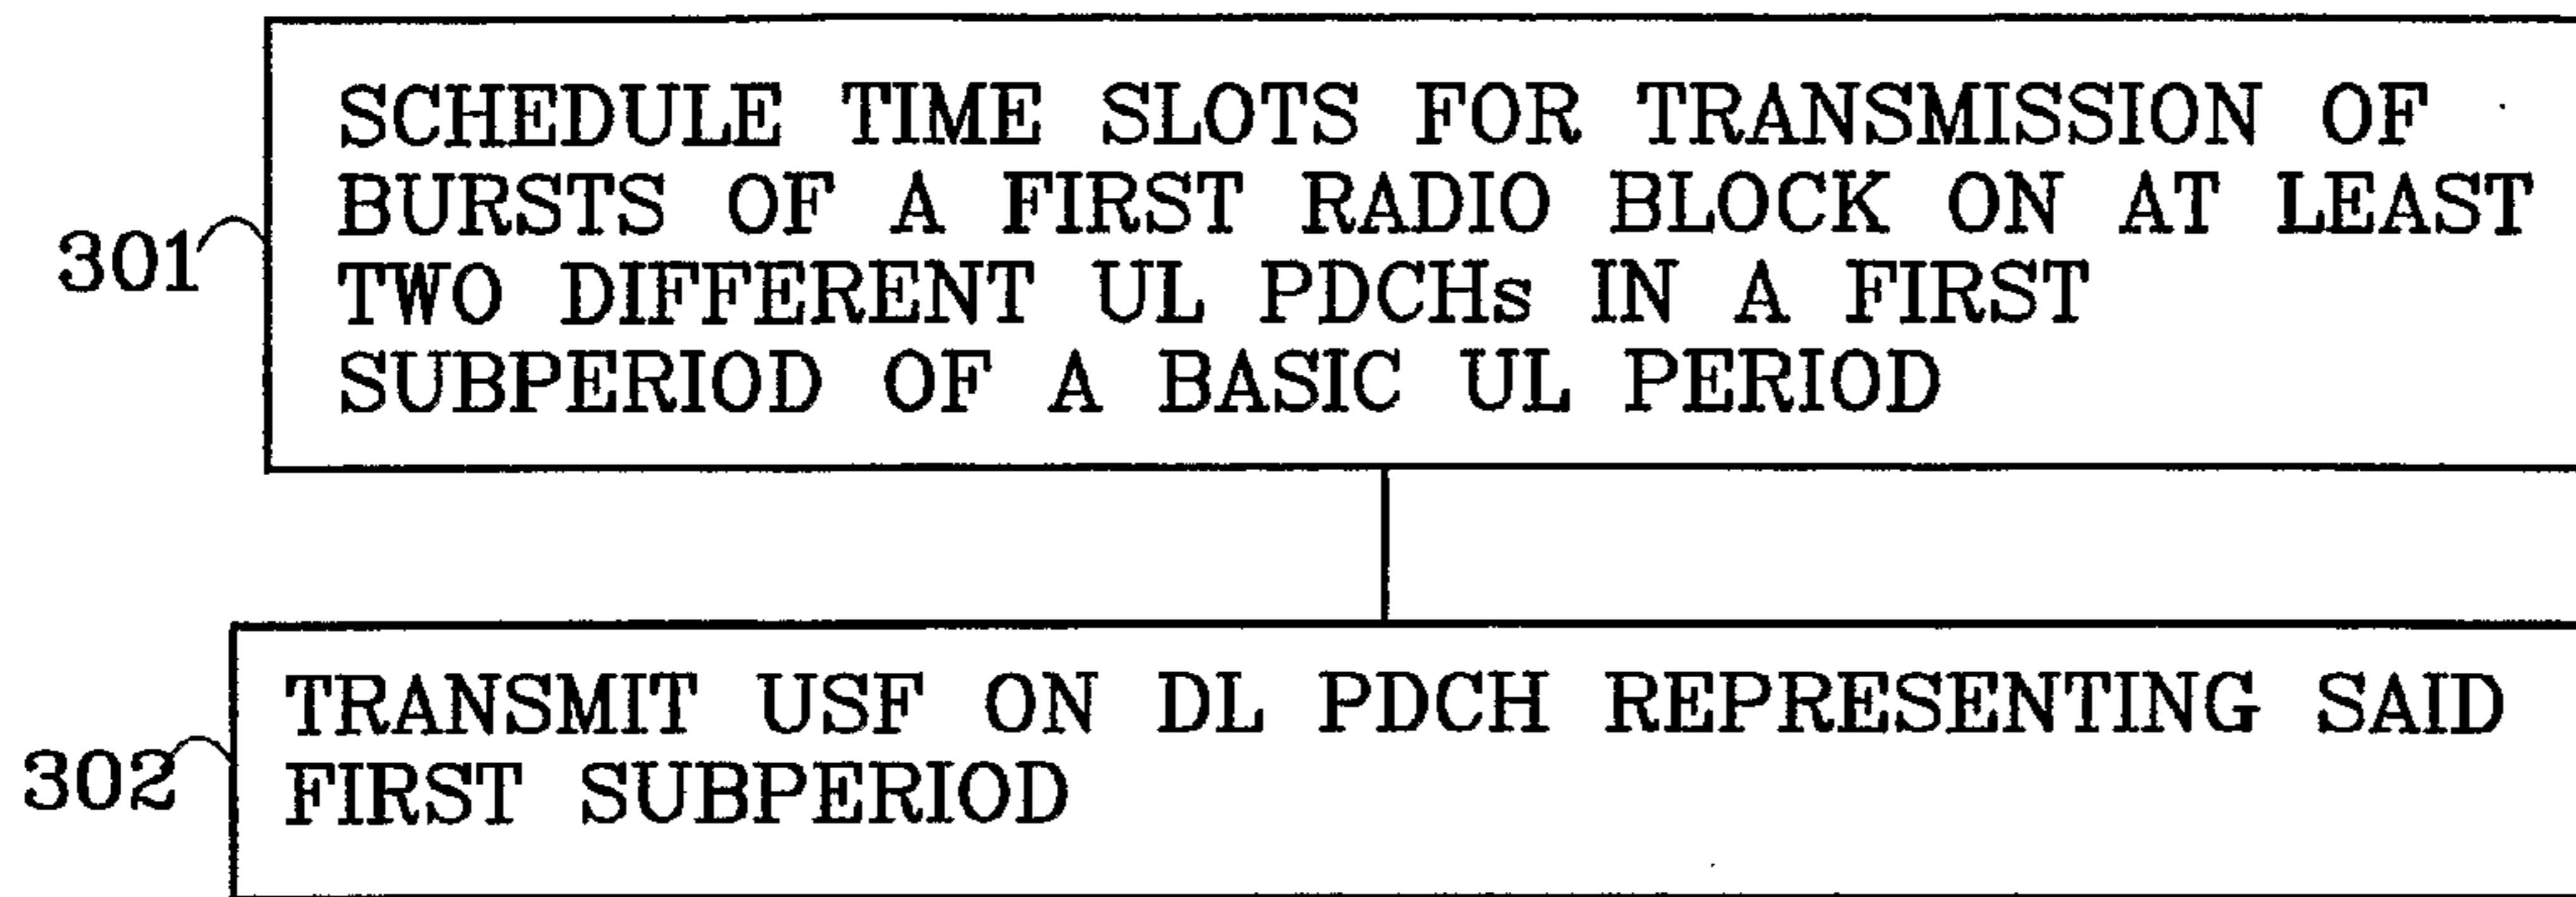 SCHEDULE TIME SLOTS FOR TRANSMISSION OF
BURSTS OF A FIRST RADIO BLOCK ON AT LEAST
301
TWO DIFFERENT UL PDCHs IN A FIRST
SUBPERIOD OF A BASIC UL PERIOD
TRANSMIT USF ON DL PDCH REPRESENTING SAID
302
FIRST SUBPERIOD